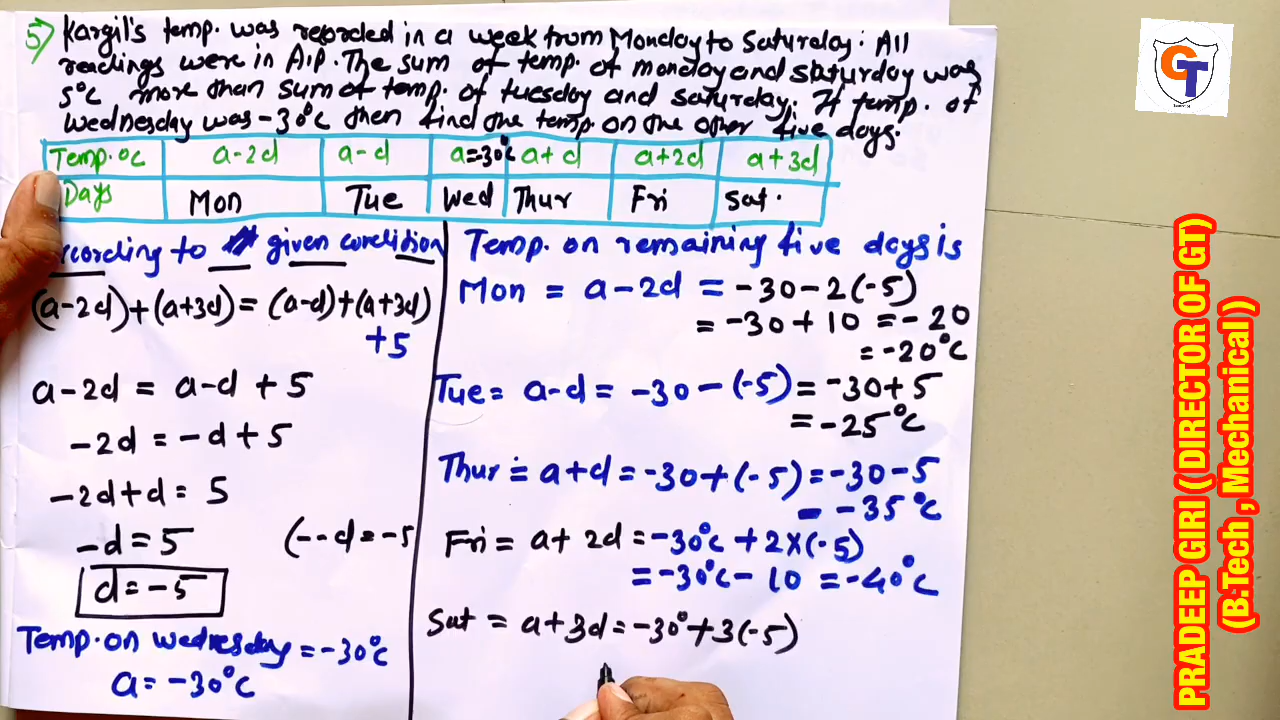 5) Kargil's temp. was recorded in a week from Monday to Saturday. All
readings were in A.P. The sum of temp. of monday and saturday was
5°C more than sum of temp. of tuesday and saturday. If temp. of
Wednesday was -30°C then find the temp on the other five days.
Temp.°C a-2d a-d a=-30°C a+d a+2d a+3d
Days Mon Tue Wed Thur Fri Sat.
According to given condition
(a-2d)+(a+3d)= (a-d)+(a+3d)
+5
a-2d = a-d+5
-2d = -d+5
-2d+d = 5
-d=5 (--d=-5
d=-5
Temp.on wednesday =-30°C
a= -30°C
Temp. on remaining five days is
Mon = a-2d = -30-2(-5)
= -30+10 =-20
=-20°C
Tue= a-d= -30-(-5)= -30+5
= -25°C
Thur = a+d= -30+(-5)= -30-5
= -35°C
Fri= a+ 2d =-30°C +2×(-5)
=-30°C- 10 =-40°C
Sat = a+3d=-30°+3(-5)
GT
PRADEEP GIRI (( DIRECTOR OF GT)
(B.Tech , Mechanical )